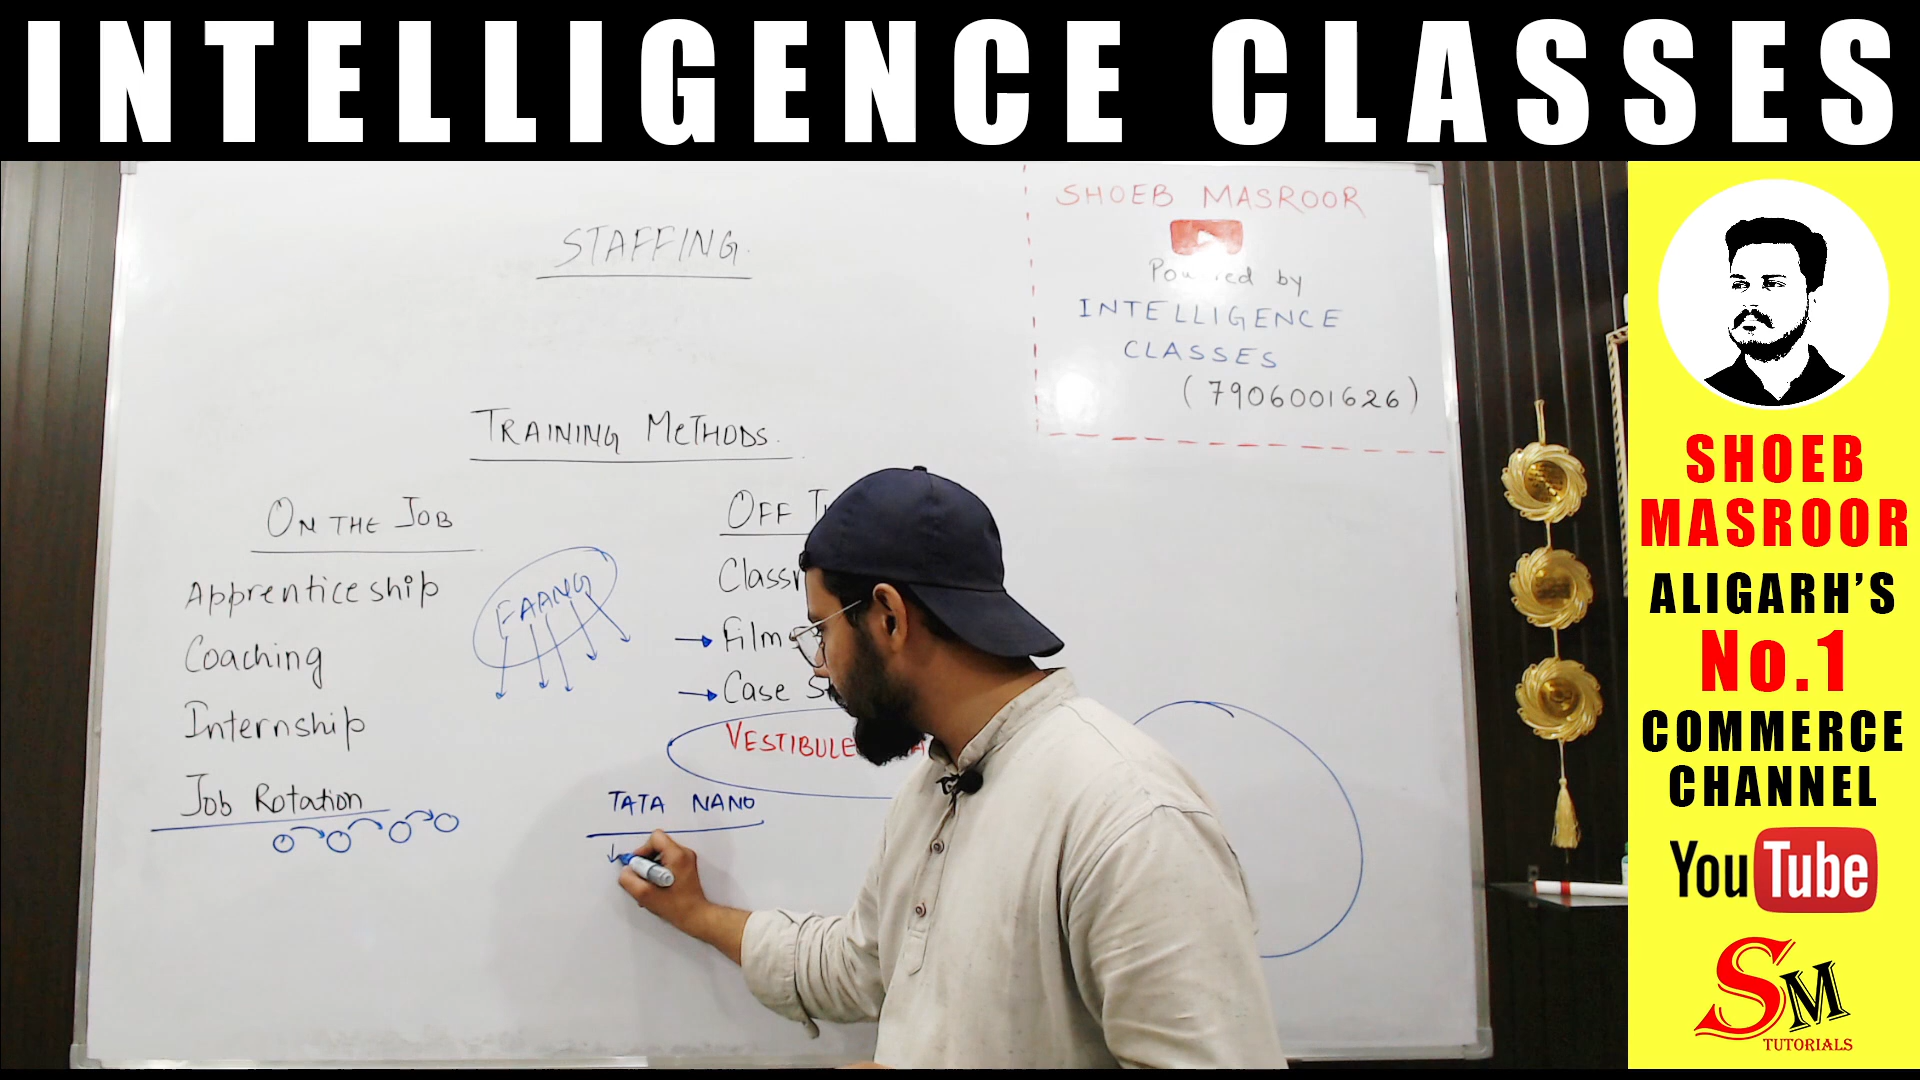 INTELLIGENCE CLASSES
SHOEB MASROOR
Powered by
INTELLIGENCE
CLASSES
(7906001626)
STAFFING.
TRAINING METHODS.
ON THE JOB
Apprenticeship
Coaching
Internship
Job Rotation
FAANG
OFF
Films
Case
VESTIBULE
TATA NANO
SHOEB
MASROOR
ALIGARH'S
No.1
COMMERCE
CHANNEL
YouTube
SM
TUTORIALS